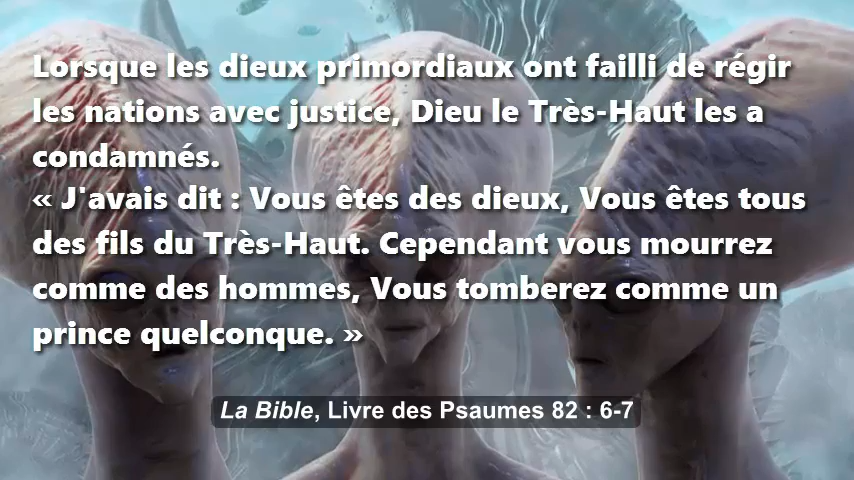 Lorsque les dieux primordiaux ont failli de régir
les nations avec justice, Dieu le Très-Haut les a
condamnés.
« J'avais dit : Vous êtes des dieux, Vous êtes tous
des fils du Très-Haut. Cependant vous mourrez
comme des hommes, Vous tomberez comme un
prince quelconque. »
La Bible, Livre des Psaumes 82 : 6-7